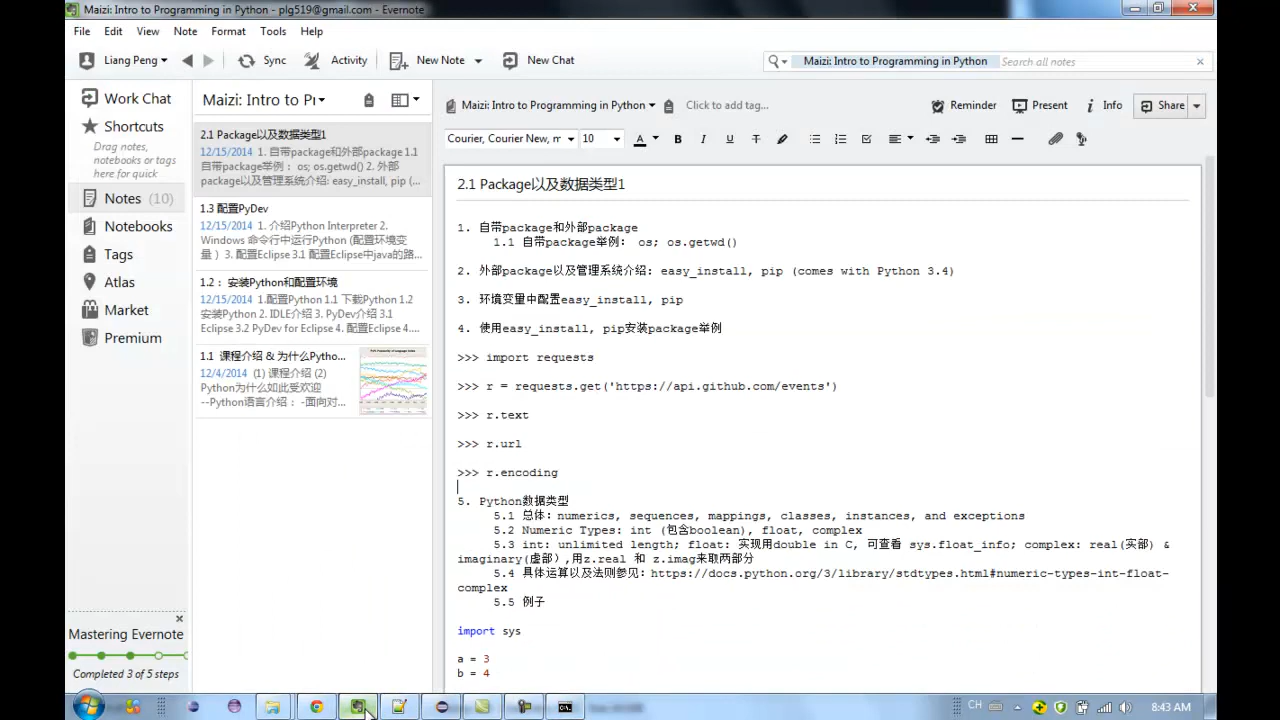 Maizi: Intro to Programming in Python - plg519@gmail.com - Evernote
File Edit View Note Format Tools Help
Liang Peng Sync Activity New Note New Chat Maizi: Intro to Programming in Python Search all notes
Work Chat
Shortcuts
Drag notes,
notebooks or tags
here for quick
Notes (10)
Notebooks
Tags
Atlas
Market
Premium
Mastering Evernote
Completed 3 of 5 steps
Maizi: Intro to Pr
2.1 Package以及数据类型1
12/15/2014 1. 自带package和外部package 1.1
自带package举例： os; os.getwd() 2. 外部
package以及管理系统介绍: easy_install, pip (...
1.3 配置PyDev
12/15/2014 1. 介绍Python Interpreter 2.
Windows 命令行中运行Python (配置环境变
量） 3. 配置Eclipse 3.1 配置Eclipse中java的路...
1.2： 安装Python和配置环境
12/15/2014 1.配置Python 1.1 下载Python 1.2
安装Python 2. IDLE介绍 3. PyDev介绍 3.1
Eclipse 3.2 PyDev for Eclipse 4. 配置Eclipse 4....
1.1 课程介绍 & 为什么Pytho...
12/4/2014 (1) 课程介绍 (2)
Python为什么如此受欢迎
--Python语言介绍： -面向对...
Maizi: Intro to Programming in Python Click to add tag... Reminder Present Info Share
Courier, Courier New, m 10 A B I U T
2.1 Package以及数据类型1
1. 自带package和外部package
1.1 自带package举例： os; os.getwd()
2. 外部package以及管理系统介绍: easy_install, pip (comes with Python 3.4)
3. 环境变量中配置easy_install, pip
4. 使用easy_install, pip安装package举例
>>> import requests
>>> r = requests.get('https://api.github.com/events')
>>> r.text
>>> r.url
>>> r.encoding
5. Python数据类型
5.1 总体: numerics, sequences, mappings, classes, instances, and exceptions
5.2 Numeric Types: int (包含boolean), float, complex
5.3 int: unlimited length; float: 实现用double in C, 可查看 sys.float_info; complex: real(实部) &
imaginary(虚部),用z.real 和 z.imag来取两部分
5.4 具体运算以及法则参见: https://docs.python.org/3/library/stdtypes.html#numeric-types-int-float-
complex
5.5 例子
import sys
a = 3
b = 4
CH 8:43 AM